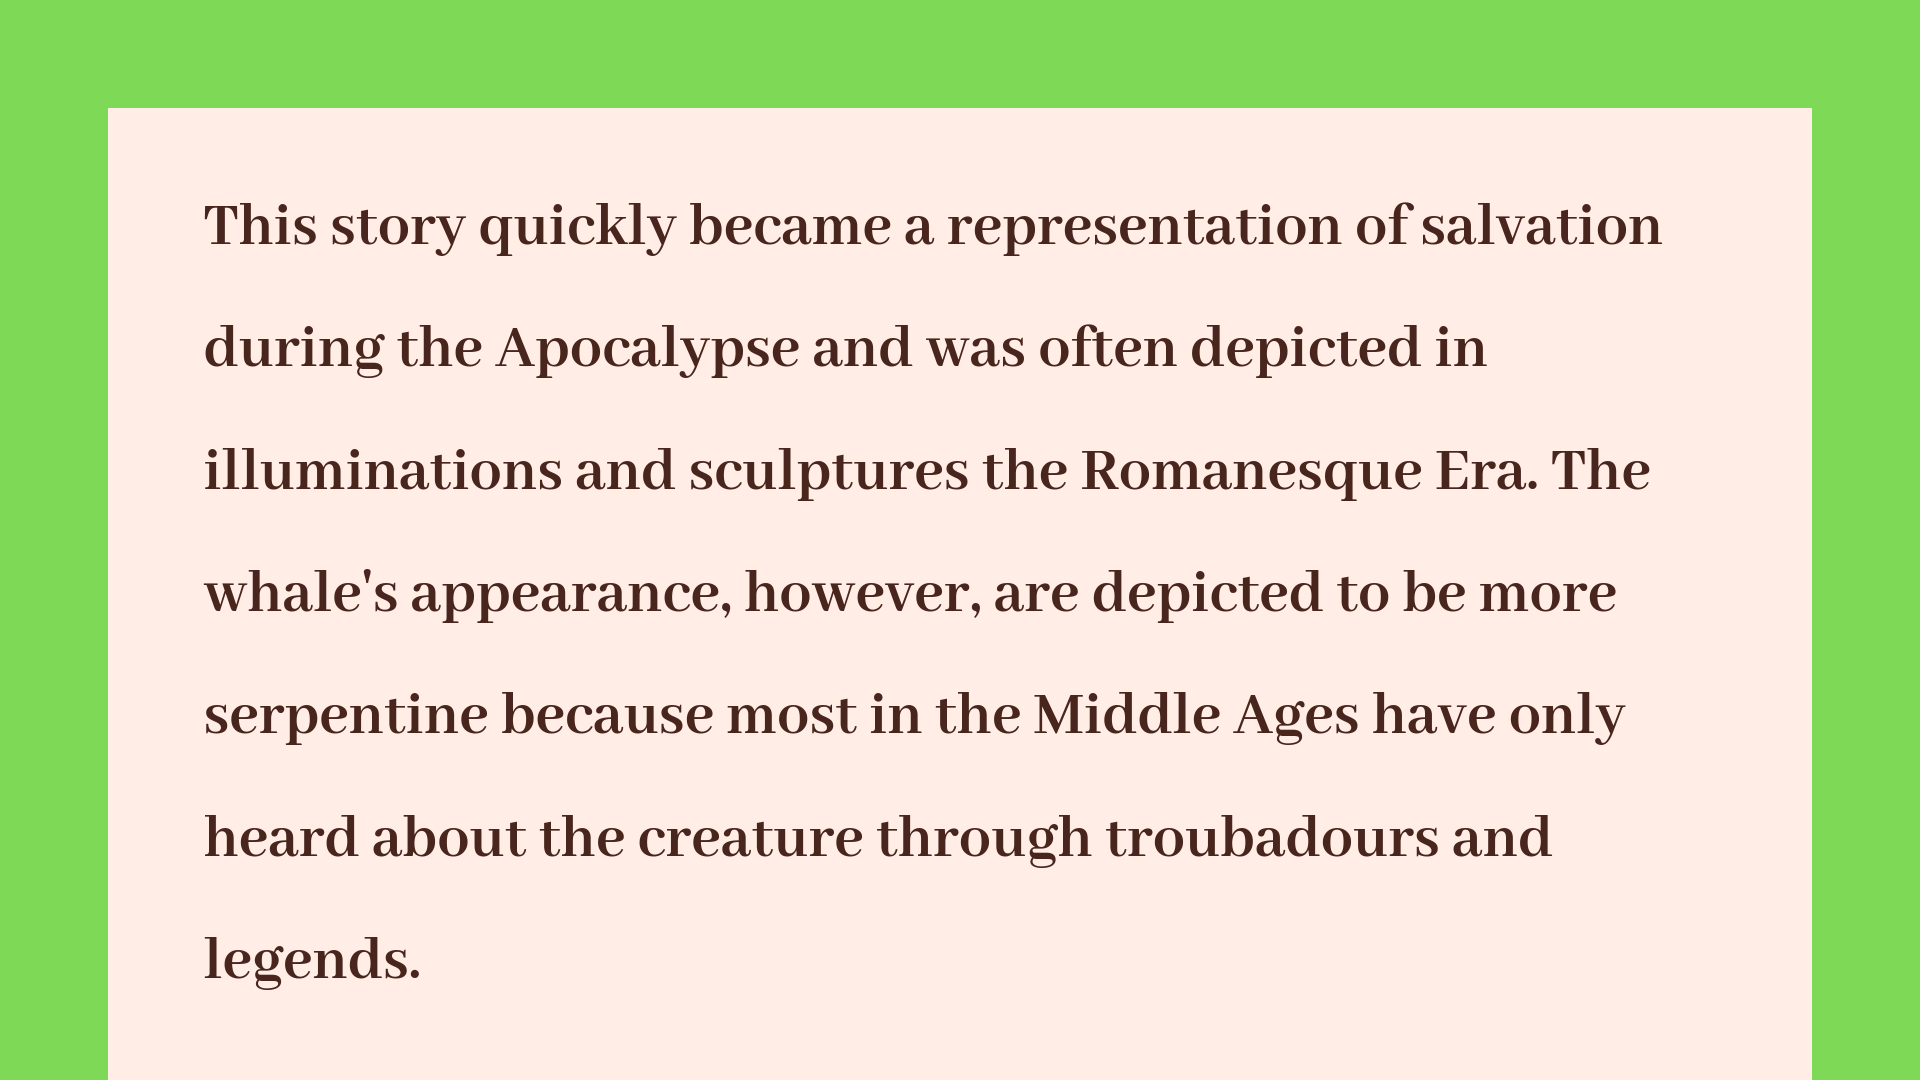 This story quickly became a representation of salvation
during the Apocalypse and was often depicted in
illuminations and sculptures the Romanesque Era. The
whale's appearance, however, are depicted to be more
serpentine because most in the Middle Ages have only
heard about the creature through troubadours and
legends.